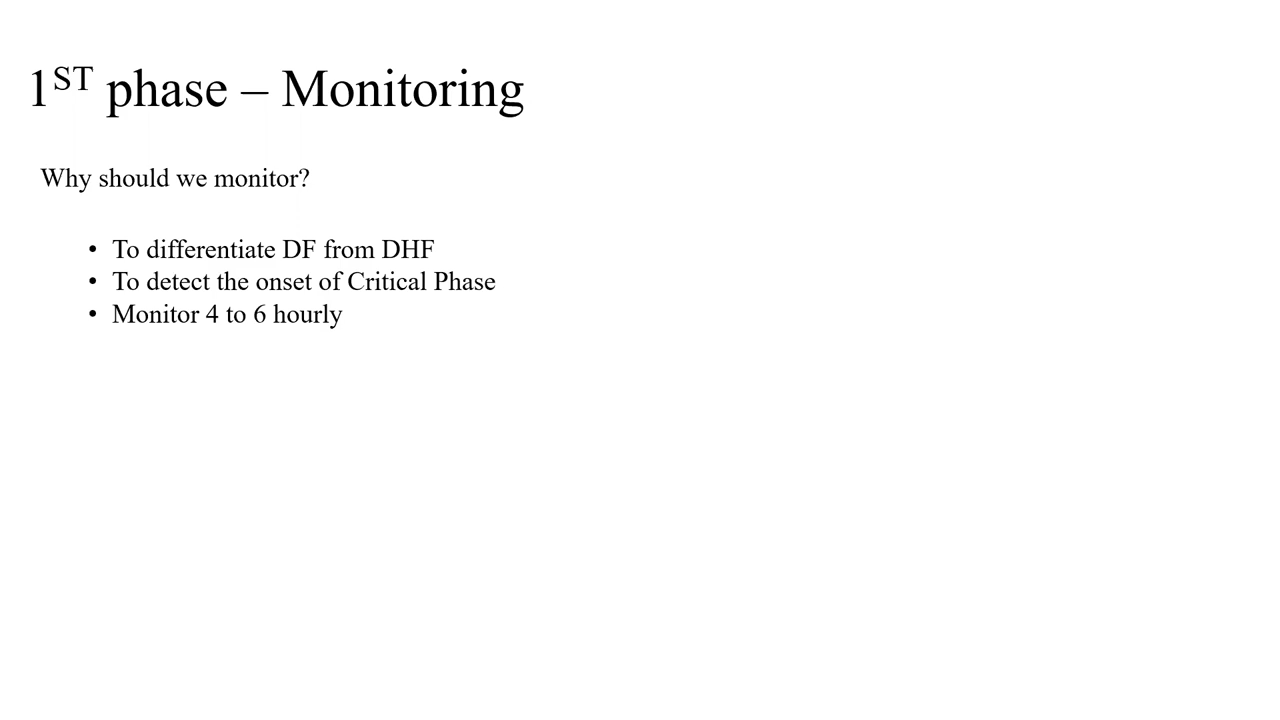 1ST phase – Monitoring
Why should we monitor?
• To differentiate DF from DHF
• To detect the onset of Critical Phase
• Monitor 4 to 6 hourly